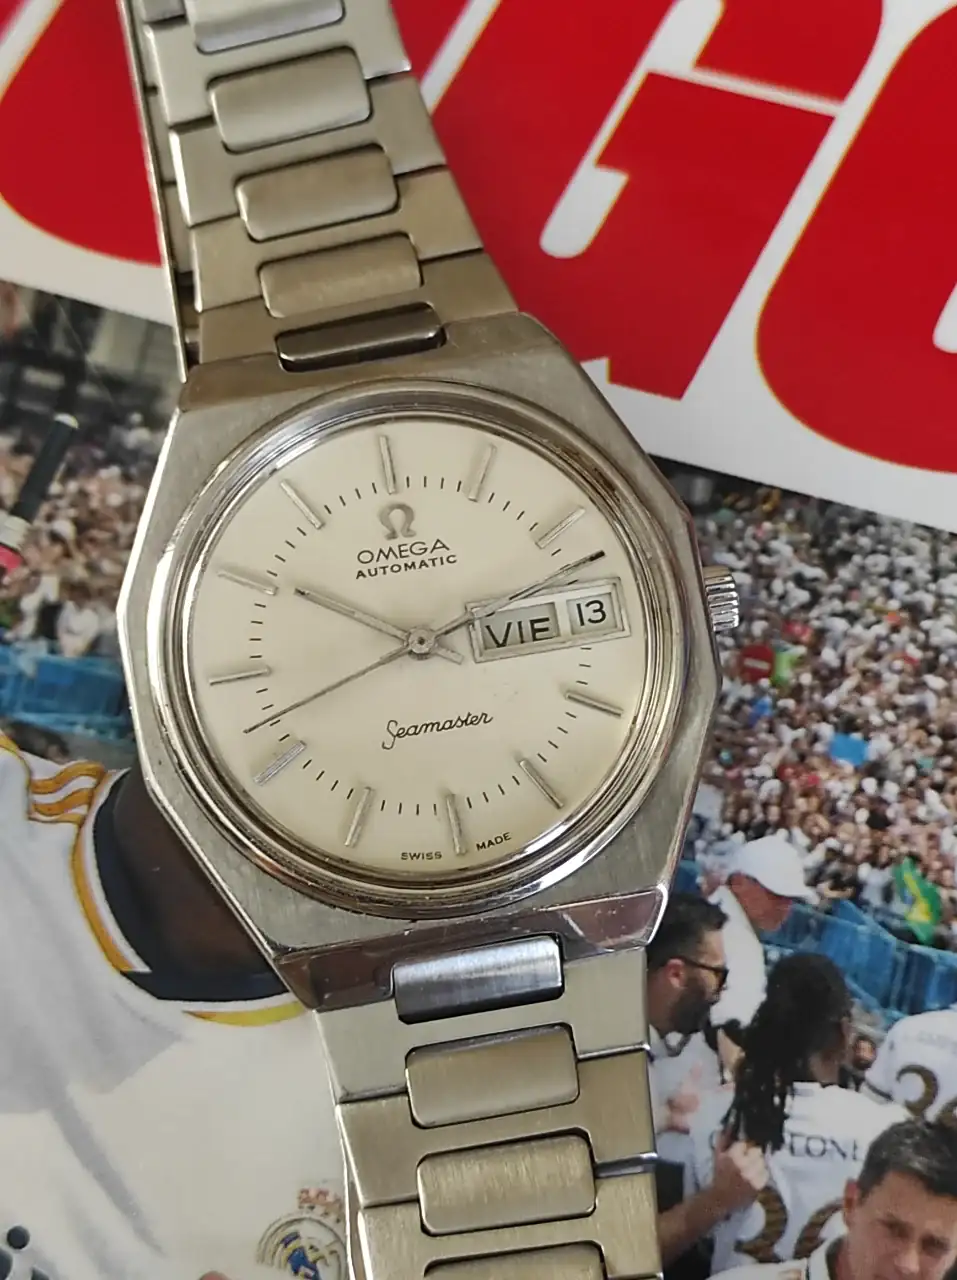 OMEGA
AUTOMATIC
VIE 13
Seamaster
SWISS MADE